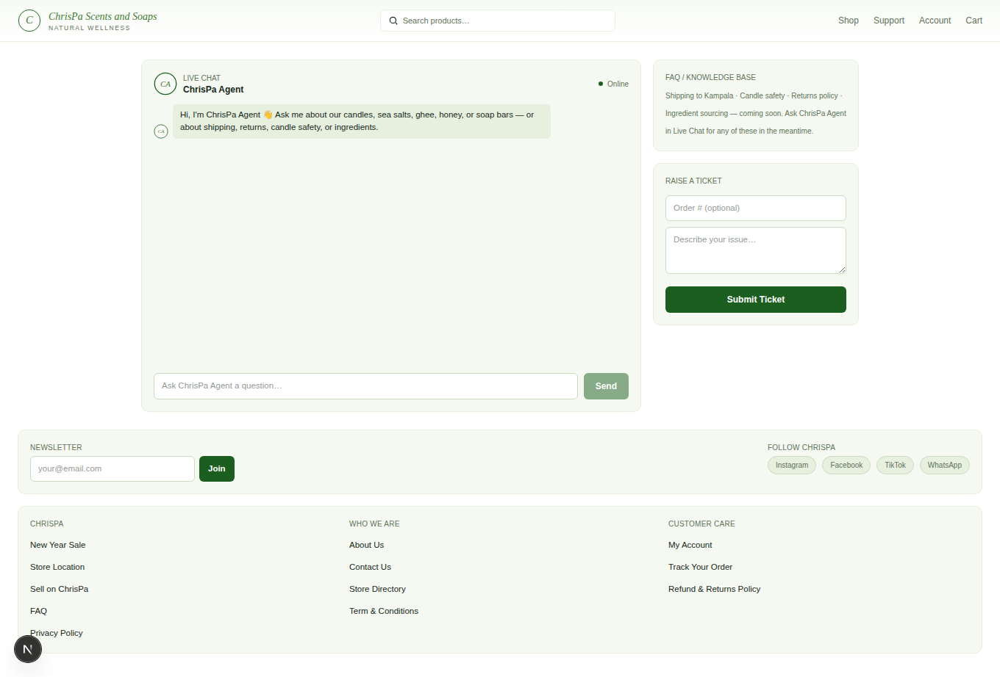 C
ChrisPa Scents and Soaps
NATURAL WELLNESS
Search products…
Shop
Support
Account
Cart
CA
LIVE CHAT
ChrisPa Agent
Online
CA
Hi, I'm ChrisPa Agent 👋 Ask me about our candles, sea salts, ghee, honey, or soap bars — or
about shipping, returns, candle safety, or ingredients.
Ask ChrisPa Agent a question…
Send
FAQ / KNOWLEDGE BASE
Shipping to Kampala · Candle safety · Returns policy ·
Ingredient sourcing — coming soon. Ask ChrisPa Agent
in Live Chat for any of these in the meantime.
RAISE A TICKET
Order # (optional)
Describe your issue…
Submit Ticket
NEWSLETTER
your@email.com
Join
FOLLOW CHRISPA
Instagram
Facebook
TikTok
WhatsApp
CHRISPA
New Year Sale
Store Location
Sell on ChrisPa
FAQ
Privacy Policy
WHO WE ARE
About Us
Contact Us
Store Directory
Term & Conditions
CUSTOMER CARE
My Account
Track Your Order
Refund & Returns Policy
N